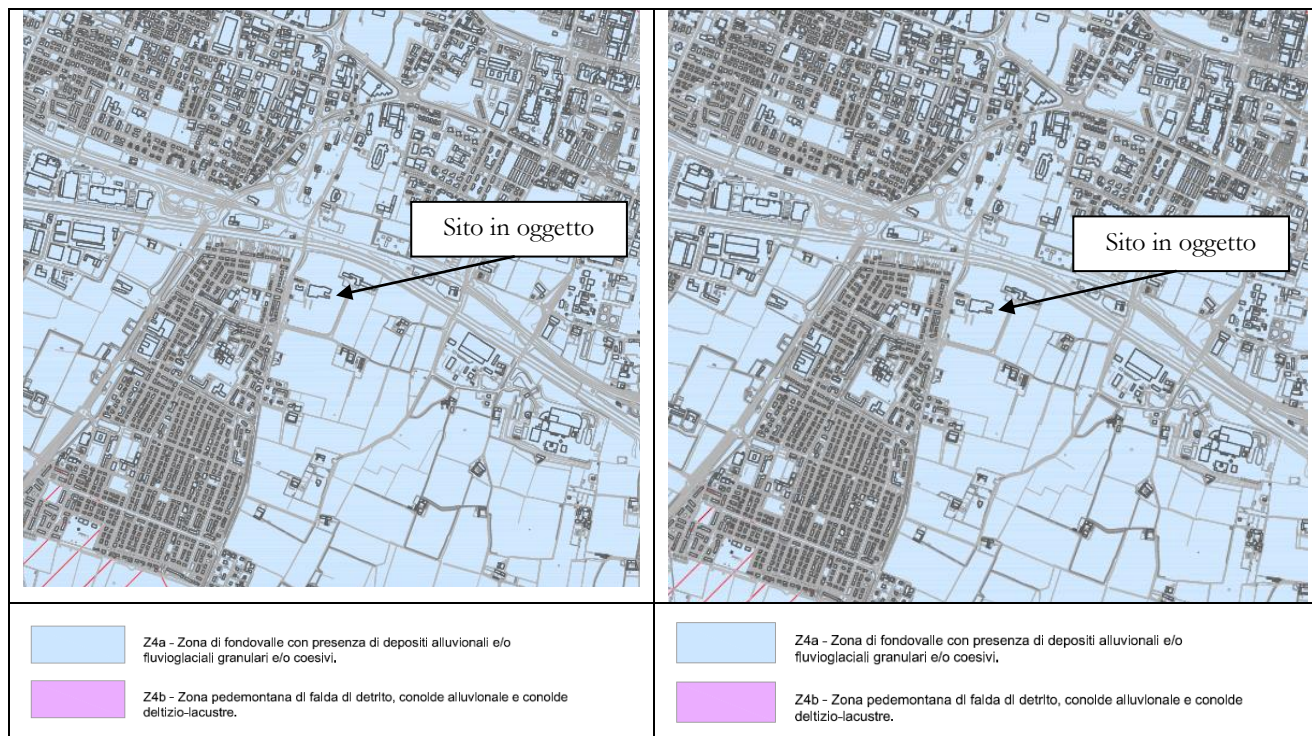 Sito in oggetto
Sito in oggetto
Z4a - Zona di fondovalle con presenza di depositi alluvionali e/o
fluvioglaciali granulari e/o coesivi.
Z4b - Zona pedemontana di falda di detrito, conoide alluvionale e conoide
deltizio-lacustre.
Z4a - Zona di fondovalle con presenza di depositi alluvionali e/o
fluvioglaciali granulari e/o coesivi.
Z4b - Zona pedemontana di falda di detrito, conoide alluvionale e conoide
deltizio-lacustre.